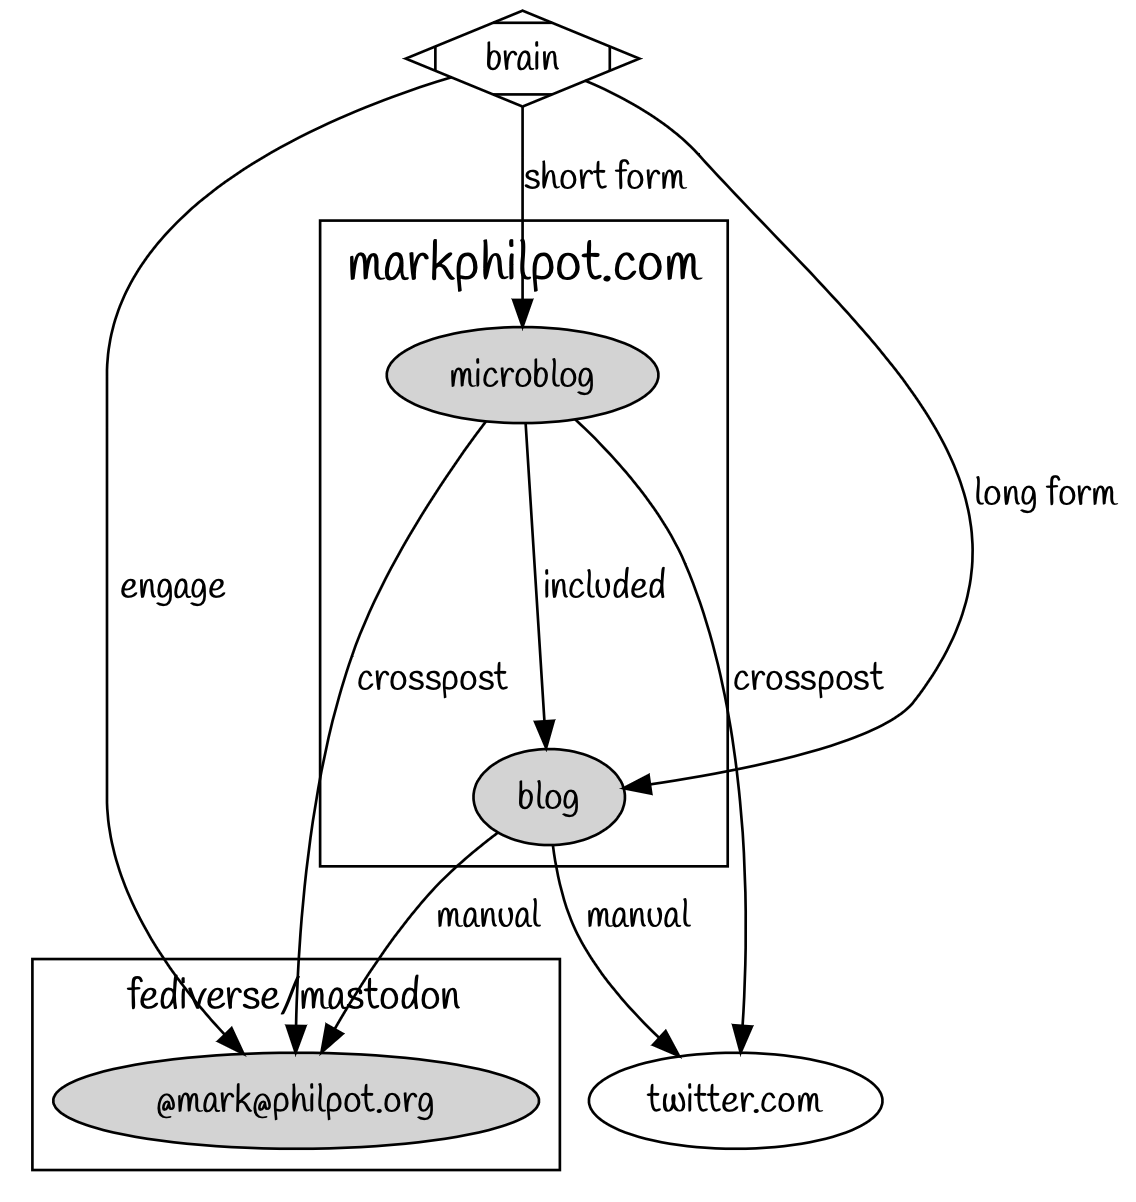 brain
short form
markphilpot.com
microblog
long form
engage
included
crosspost
crosspost
blog
manual
manual
fediverse/mastodon
@mark@philpot.org
twitter.com